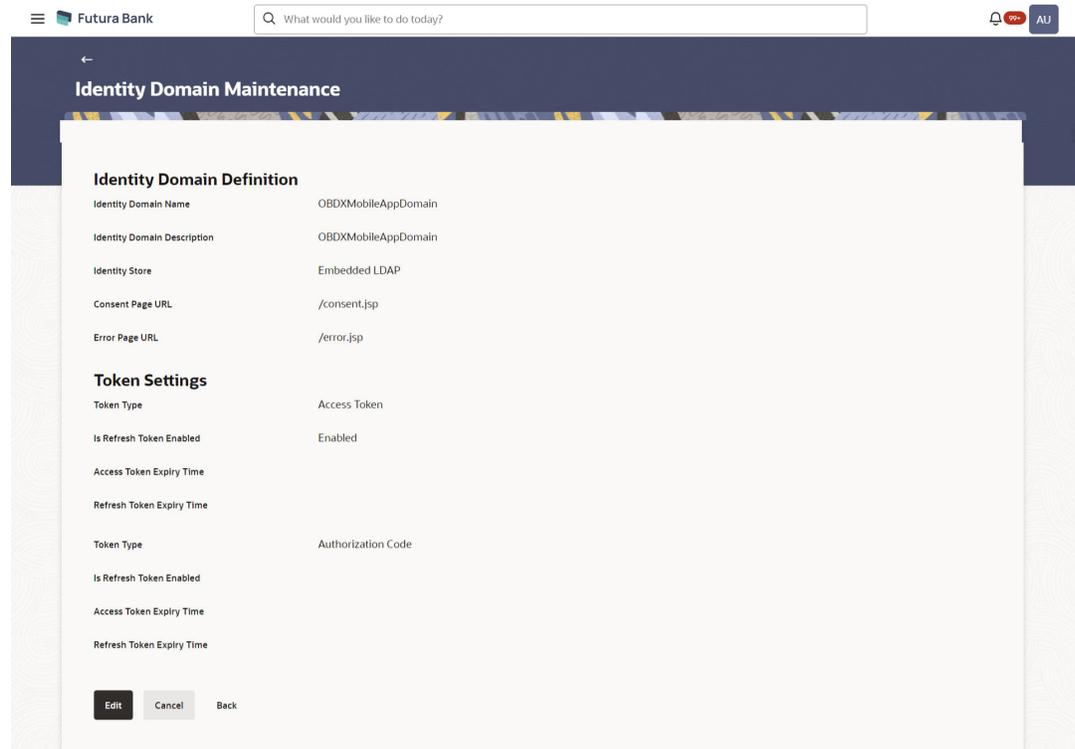 Futura Bank
What would you like to do today?
99+
AU
Identity Domain Maintenance
Identity Domain Definition
Identity Domain Name OBDXMobileAppDomain
Identity Domain Description OBDXMobileAppDomain
Identity Store Embedded LDAP
Consent Page URL /consent.jsp
Error Page URL /error.jsp
Token Settings
Token Type Access Token
Is Refresh Token Enabled Enabled
Access Token Expiry Time
Refresh Token Expiry Time
Token Type Authorization Code
Is Refresh Token Enabled
Access Token Expiry Time
Refresh Token Expiry Time
Edit Cancel Back